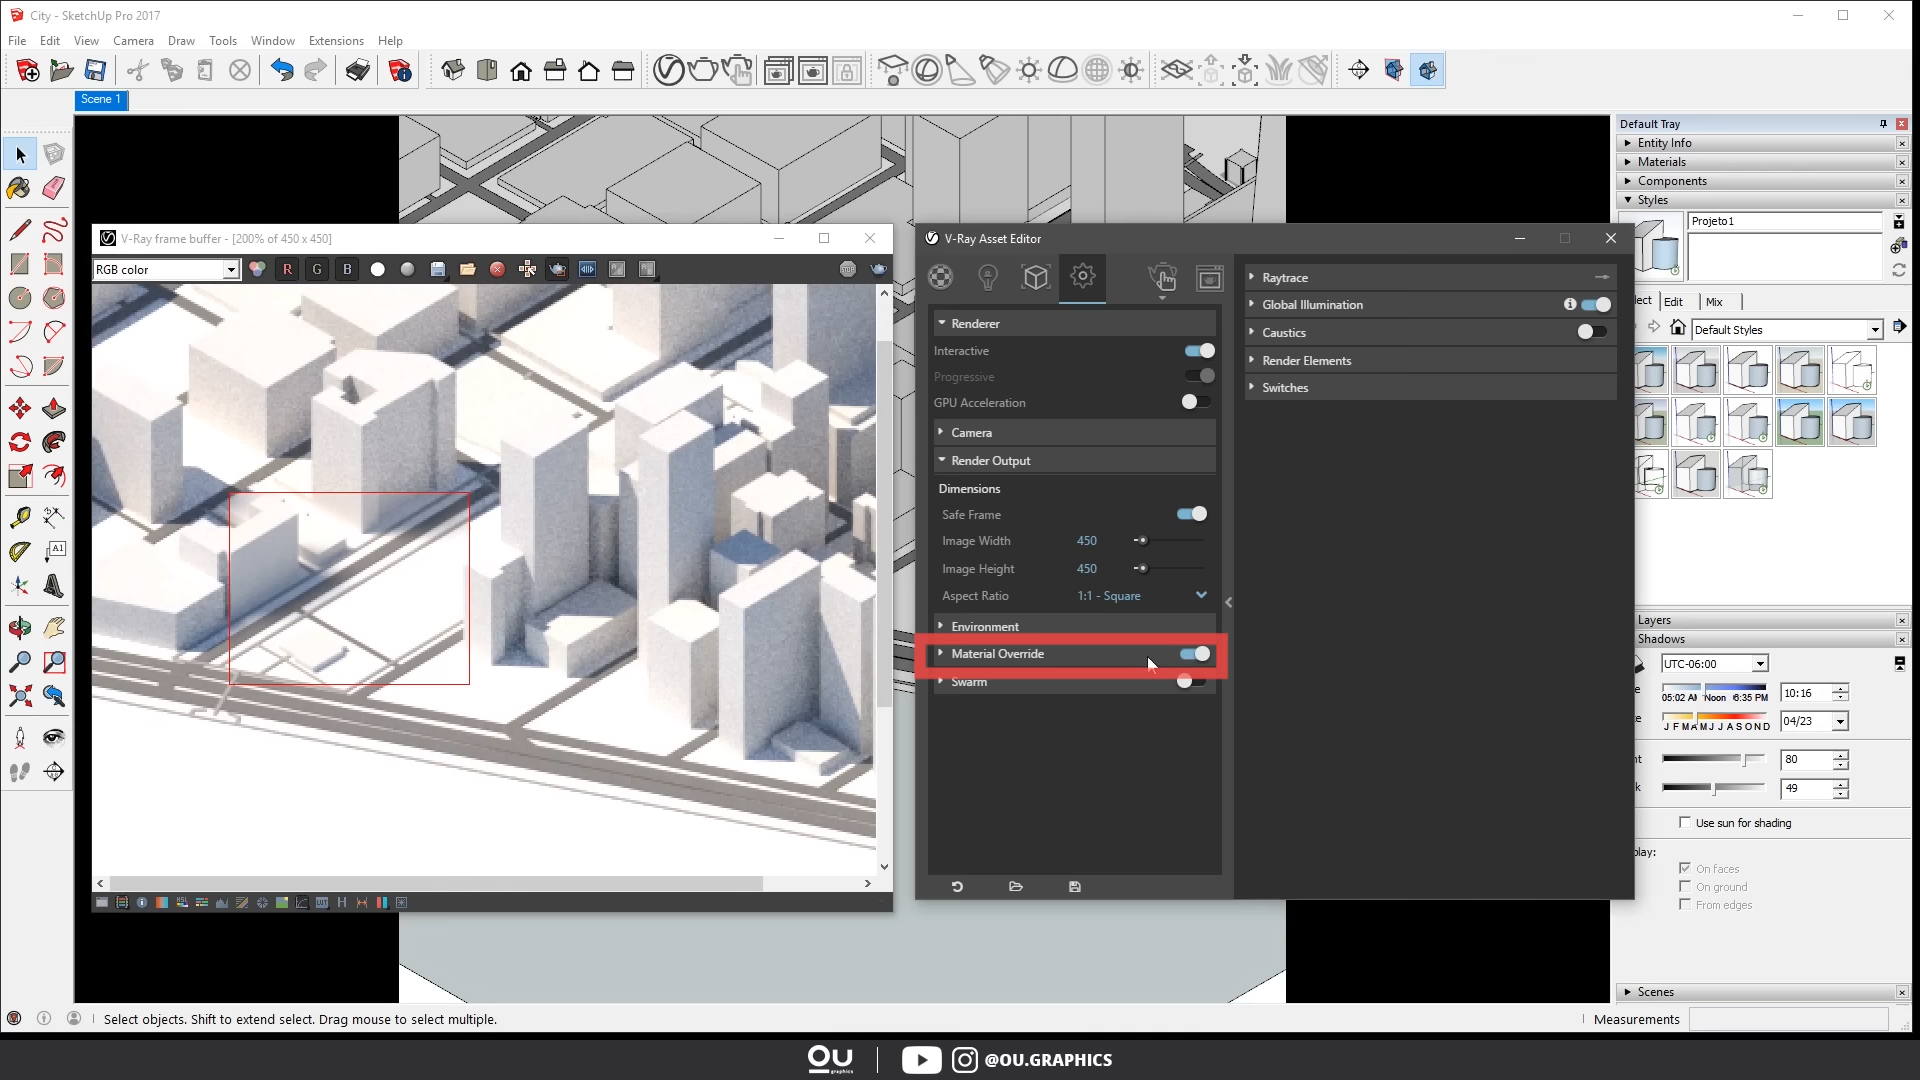 City - SketchUp Pro 2017
File Edit View Camera Draw Tools Window Extensions Help
Scene 1
Default Tray
Entity Info
Materials
Components
Styles
Projeto1
Edit Mix
Default Styles
V-Ray frame buffer - [200% of 450 x 450]
RGB color
R G B
STOP
V-Ray Asset Editor
Renderer
Interactive
Progressive
GPU Acceleration
Camera
Render Output
Dimensions
Safe Frame
Image Width 450
Image Height 450
Aspect Ratio 1:1 - Square
Environment
Material Override
Swarm
Raytrace
Global Illumination
Caustics
Render Elements
Switches
A1
Layers
Shadows
UTC-06:00
05:02 AM Noon 6:35 PM
10:16
J F M A M J J A S O N D
04/23
80
49
Use sun for shading
On faces
On ground
From edges
Scenes
Select objects. Shift to extend select. Drag mouse to select multiple.
Measurements
OU
graphics
@OU.GRAPHICS